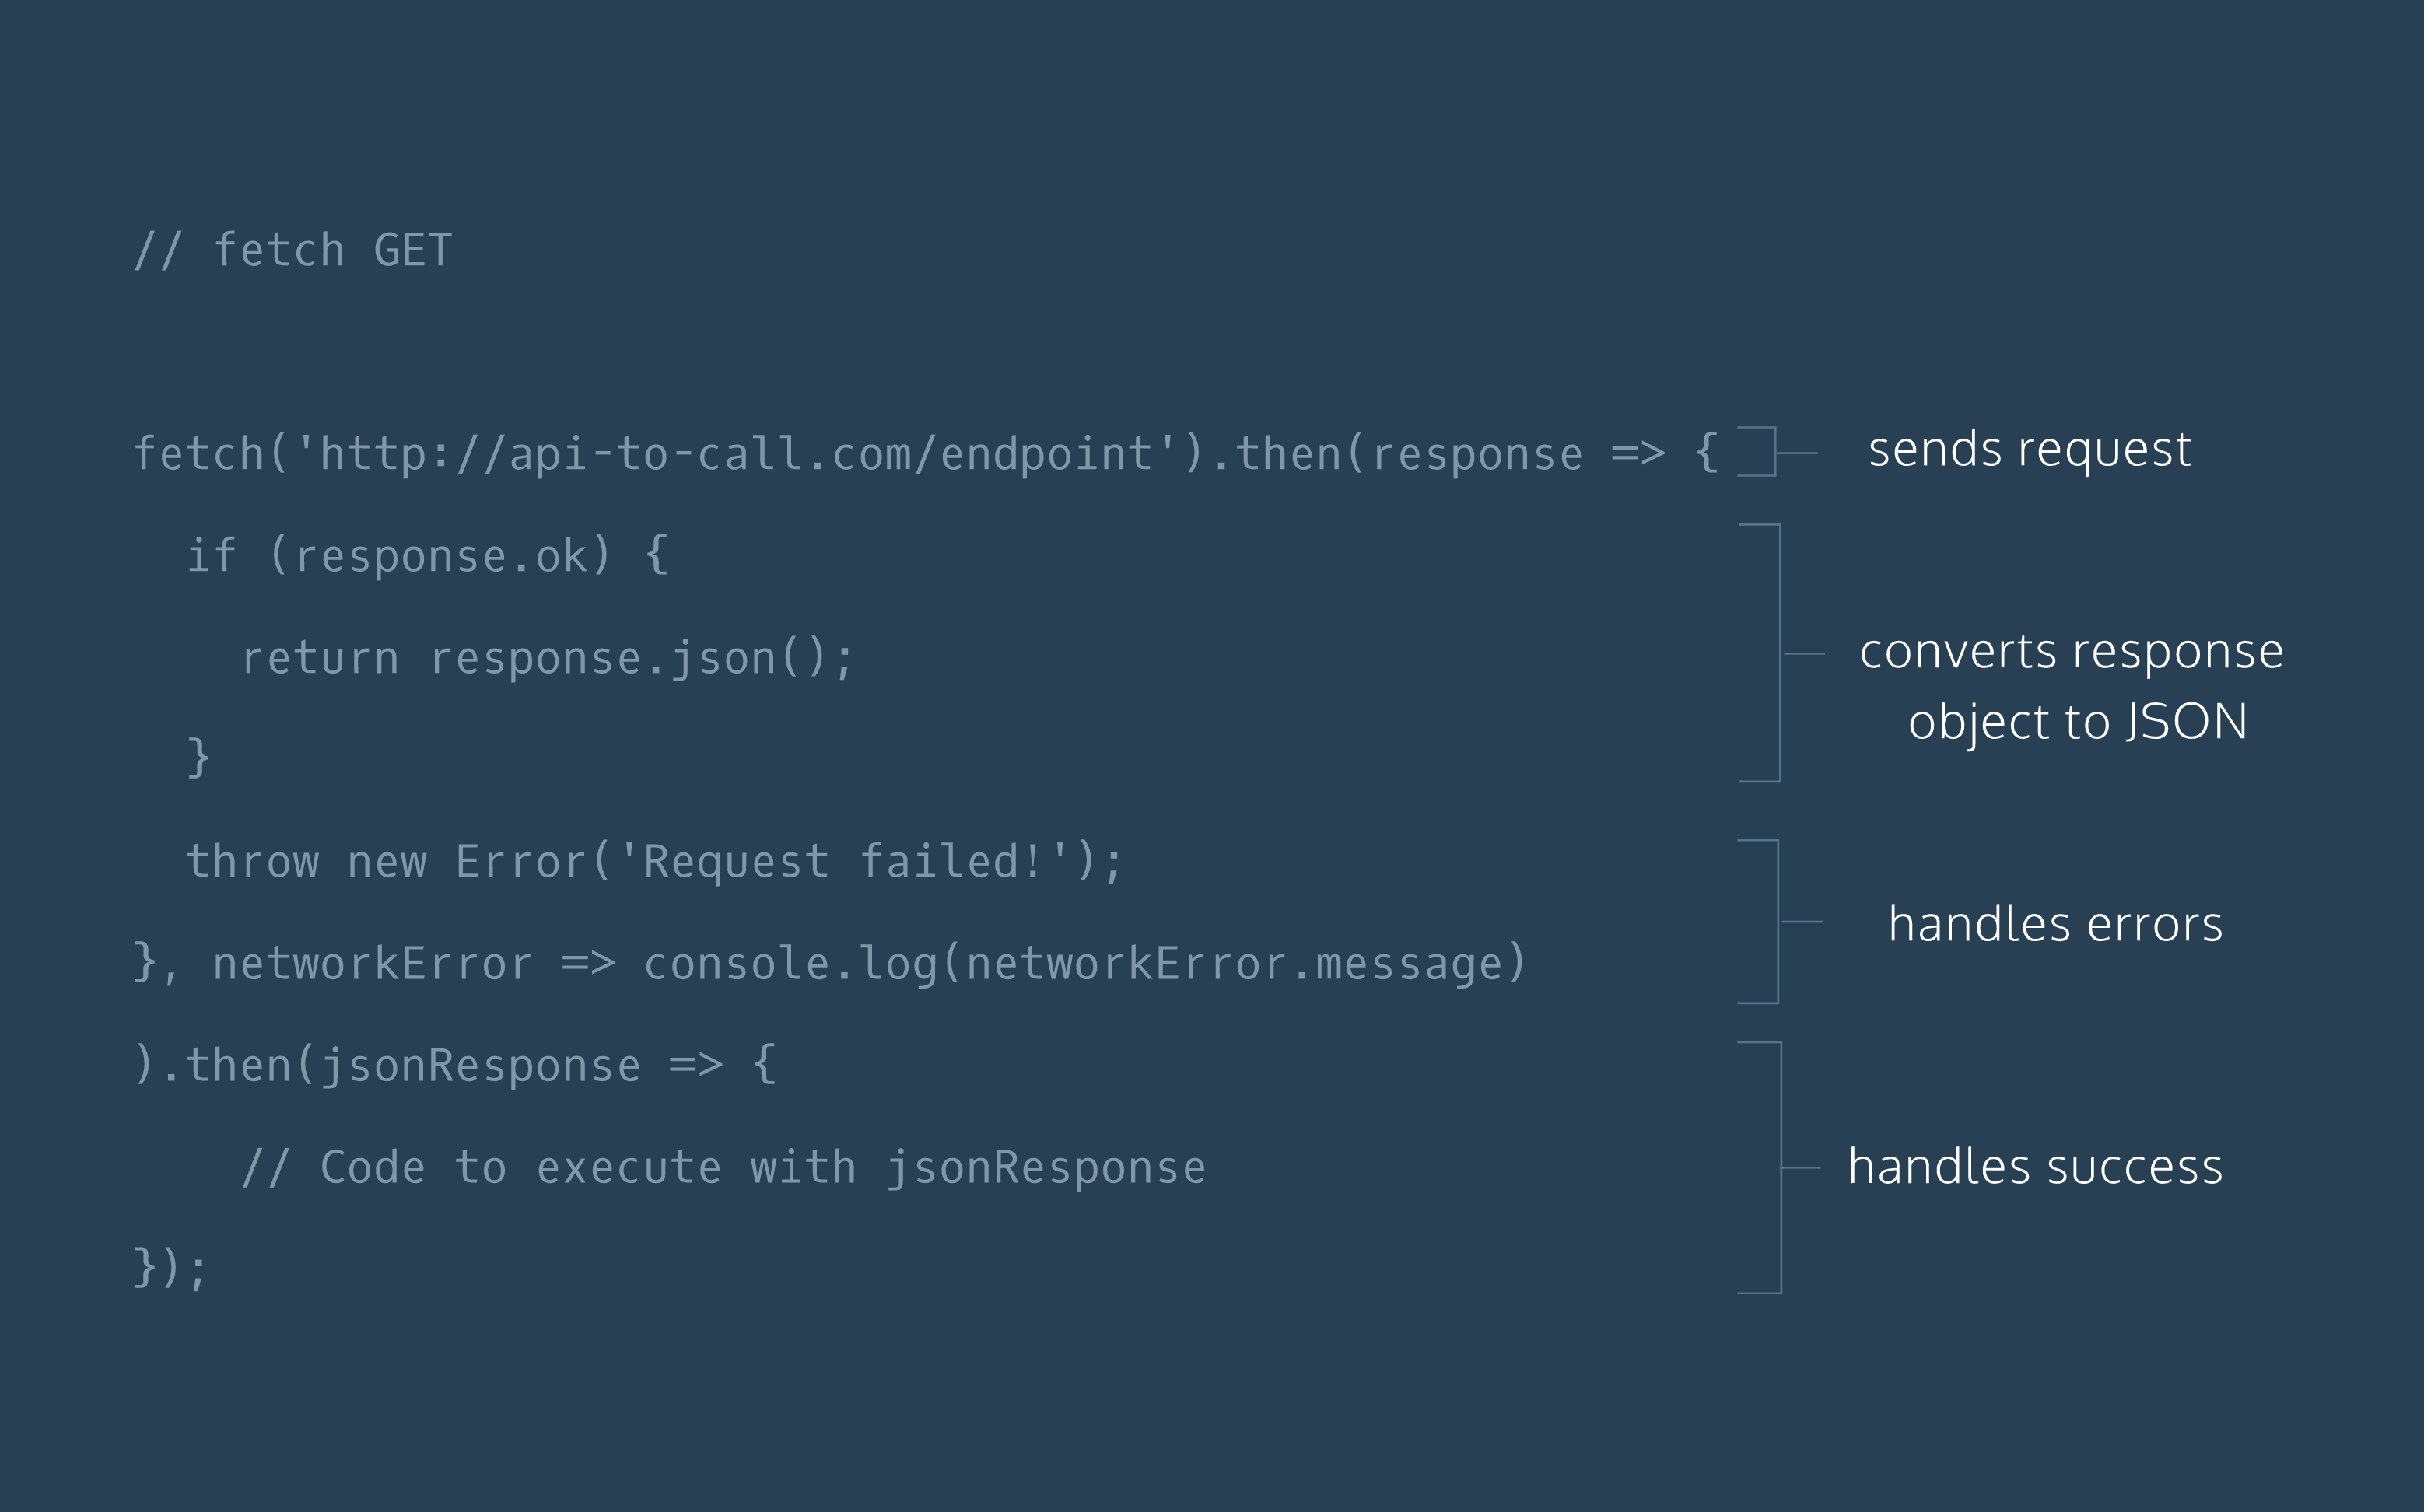 // fetch GET
fetch('http://api-to-call.com/endpoint').then(response => {
sends request
if (response.ok) {
return response.json();
}
converts response
object to JSON
throw new Error('Request failed!');
}, networkError => console.log(networkError.message)
handles errors
).then(jsonResponse => {
// Code to execute with jsonResponse
});
handles success